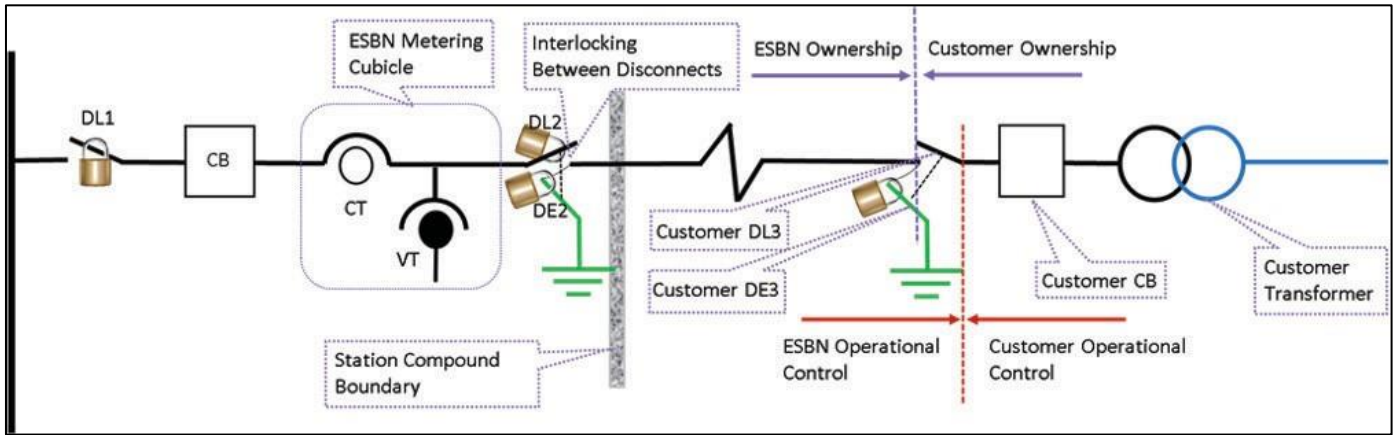 ESBN Metering
Cubicle
Interlocking
Between Disconnects
ESBN Ownership
Customer Ownership
DL1
CB
CT
VT
DL2
DE2
Customer DL3
Customer DE3
Customer CB
Customer
Transformer
Station Compound
Boundary
ESBN Operational
Control
Customer Operational
Control